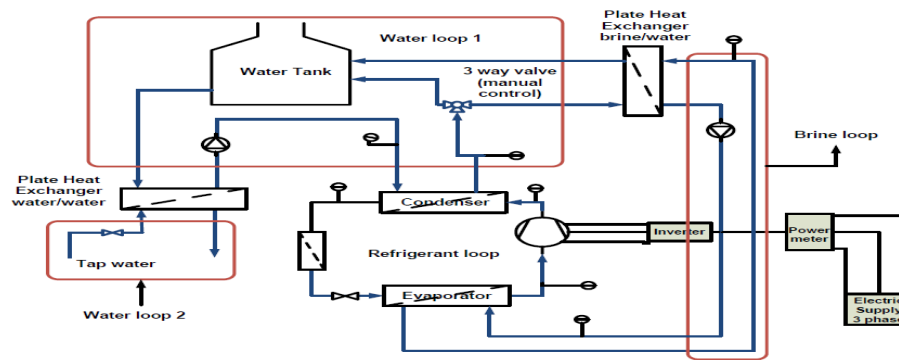 Plate Heat
Exchanger
brine/water
Water loop 1
Water Tank
3 way valve
(manual
control)
Brine loop
Plate Heat
Exchanger
water/water
Condenser
Refrigerant loop
Inverter
Power
meter
Tap water
Evaporator
Water loop 2
Electric
Supply
3 phase